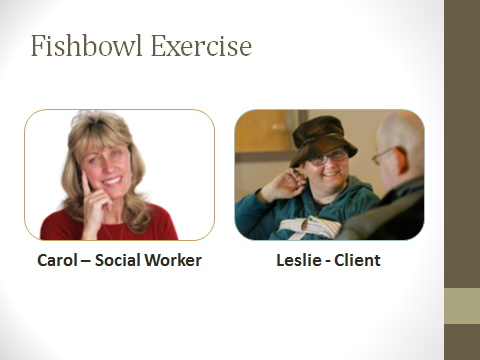 Fishbowl Exercise
Carol – Social Worker
Leslie - Client